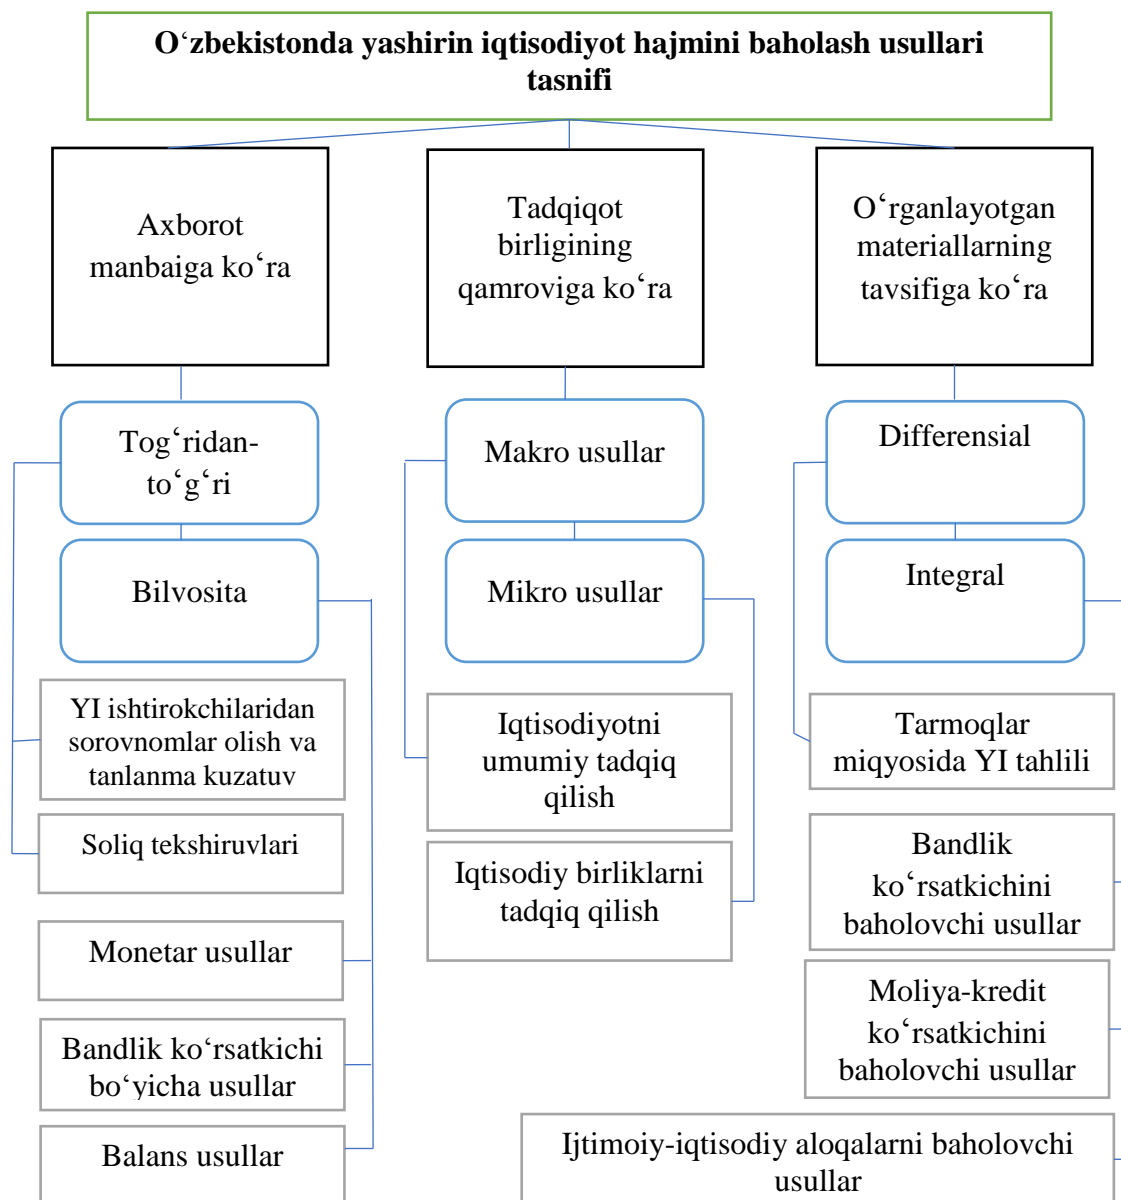 O‘zbekistonda yashirin iqtisodiyot hajmini baholash usullari
tasnifi
Axborot
manbaiga ko‘ra
Tadqiqot
birligining
qamroviga ko‘ra
O‘rganlayotgan
materiallarning
tavsifiga ko‘ra
Tog‘ridan-
to‘g‘ri
Makro usullar
Differensial
Bilvosita
Mikro usullar
Integral
YI ishtirokchilaridan
sorovnomlar olish va
tanlanma kuzatuv
Iqtisodiyotni
umumiy tadqiq
qilish
Tarmoqlar
miqyosida YI tahlili
Soliq tekshiruvlari
Iqtisodiy birliklarni
tadqiq qilish
Bandlik
ko‘rsatkichini
baholovchi usullar
Monetar usullar
Moliya-kredit
ko‘rsatkichini
baholovchi usullar
Bandlik ko‘rsatkichi
bo‘yicha usullar
Balans usullar
Ijtimoiy-iqtisodiy aloqalarni baholovchi
usullar